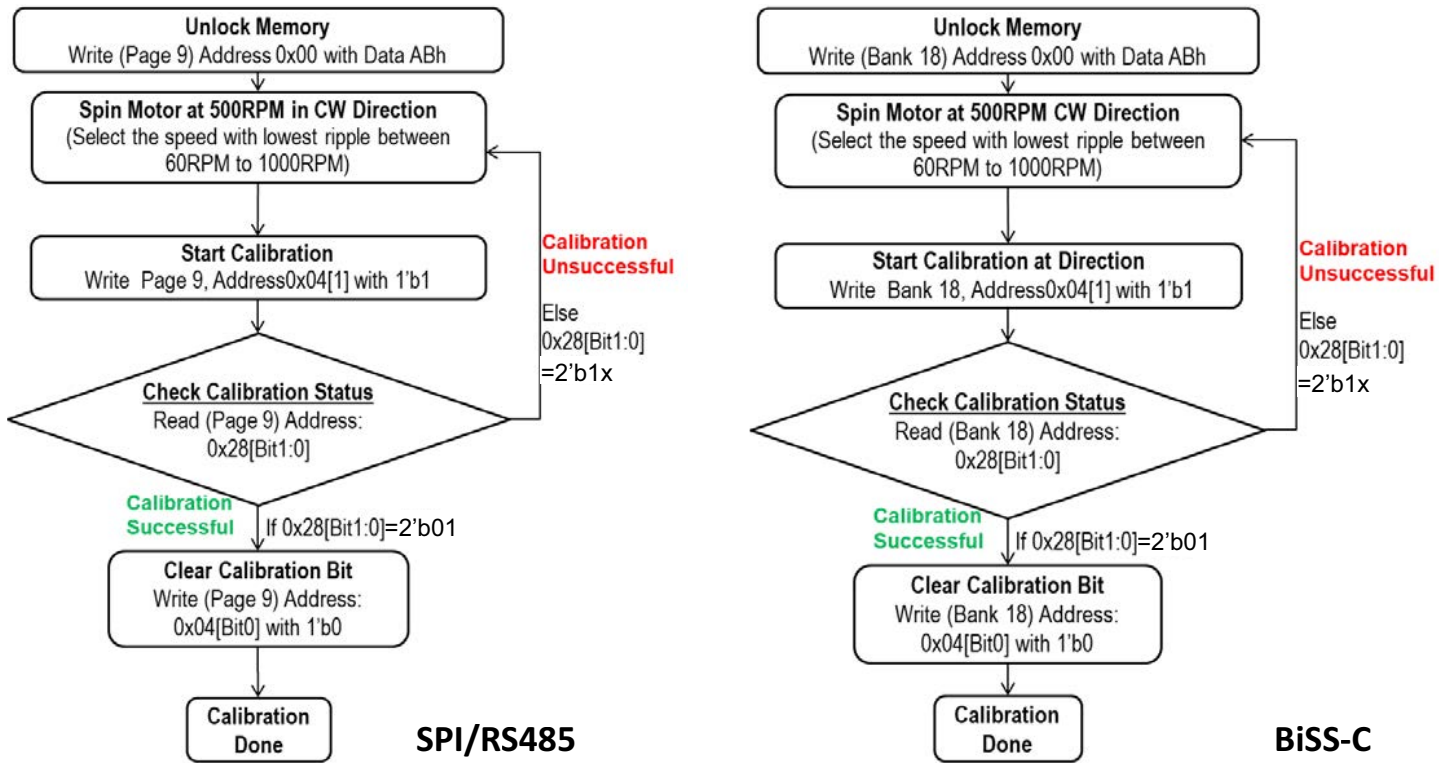 Unlock Memory
Write (Page 9) Address 0x00 with Data ABh
Spin Motor at 500RPM in CW Direction
(Select the speed with lowest ripple between
60RPM to 1000RPM)
Start Calibration
Write Page 9, Address0x04[1] with 1'b1
Calibration
Unsuccessful
Else
0x28[Bit1:0]
=2'b1x
Check Calibration Status
Read (Page 9) Address:
0x28[Bit1:0]
Calibration
Successful
If 0x28[Bit1:0]=2'b01
Clear Calibration Bit
Write (Page 9) Address:
0x04[Bit0] with 1'b0
Calibration
Done
SPI/RS485
Unlock Memory
Write (Bank 18) Address 0x00 with Data ABh
Spin Motor at 500RPM CW Direction
(Select the speed with lowest ripple between
60RPM to 1000RPM)
Start Calibration at Direction
Write Bank 18, Address0x04[1] with 1'b1
Calibration
Unsuccessful
Else
0x28[Bit1:0]
=2'b1x
Check Calibration Status
Read (Bank 18) Address:
0x28[Bit1:0]
Calibration
Successful
If 0x28[Bit1:0]=2'b01
Clear Calibration Bit
Write (Bank 18) Address:
0x04[Bit0] with 1'b0
Calibration
Done
BiSS-C